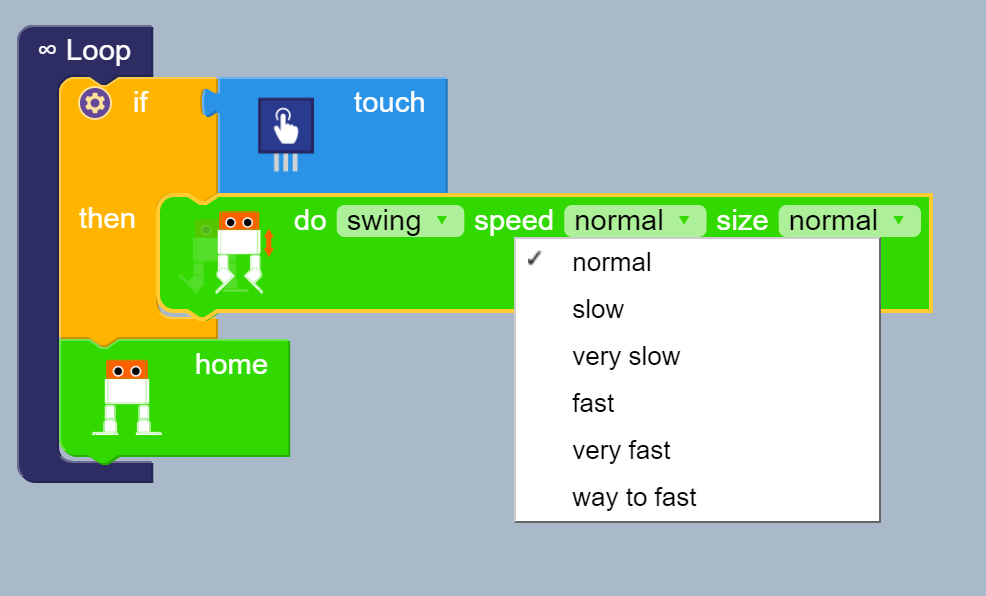 ∞ Loop
if touch
then do swing speed normal size normal
✓ normal
slow
very slow
fast
very fast
way to fast
home